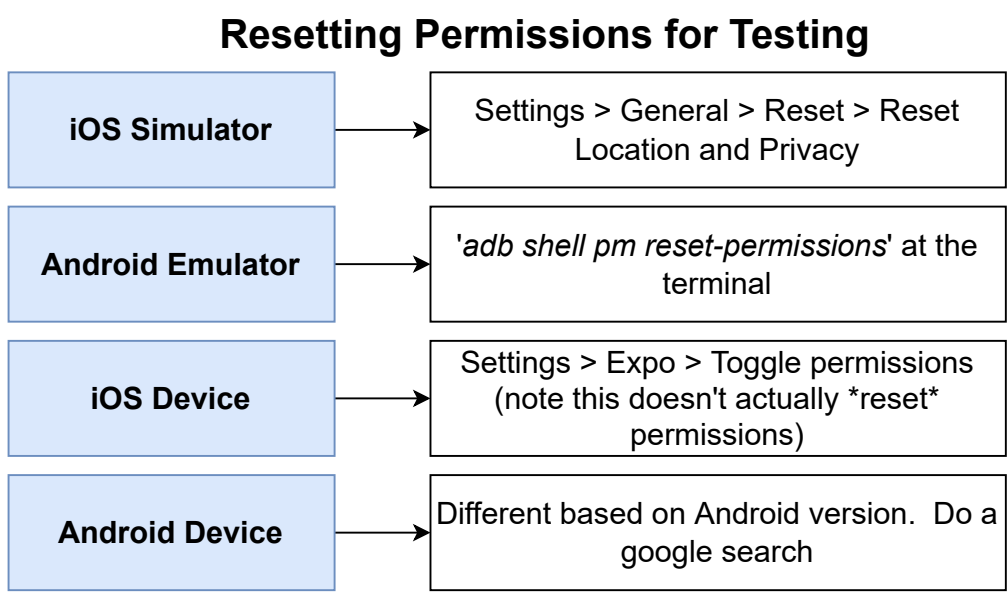 Resetting Permissions for Testing
iOS Simulator
Settings > General > Reset > Reset
Location and Privacy
Android Emulator
'adb shell pm reset-permissions' at the
terminal
iOS Device
Settings > Expo > Toggle permissions
(note this doesn't actually *reset*
permissions)
Android Device
Different based on Android version.  Do a
google search